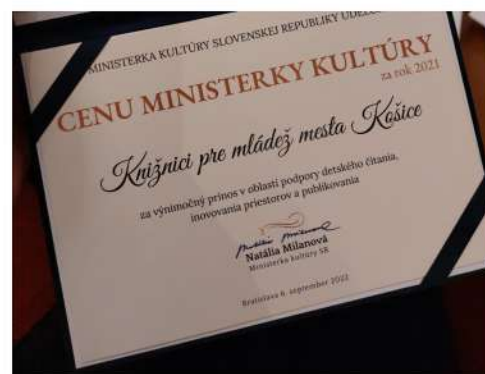 MINISTERKA KULTÚRY SLOVENSKEJ REPUBLIKY
CENU MINISTERKY KULTÚRY
za rok 2021
Knižnici pre mládež mesta Košice
za výnimočný prínos v oblasti podpory detského čítania,
inovovania priestorov a publikovania
Natália Milanová
Ministerka kultúry SR
Bratislava 6. september 2022